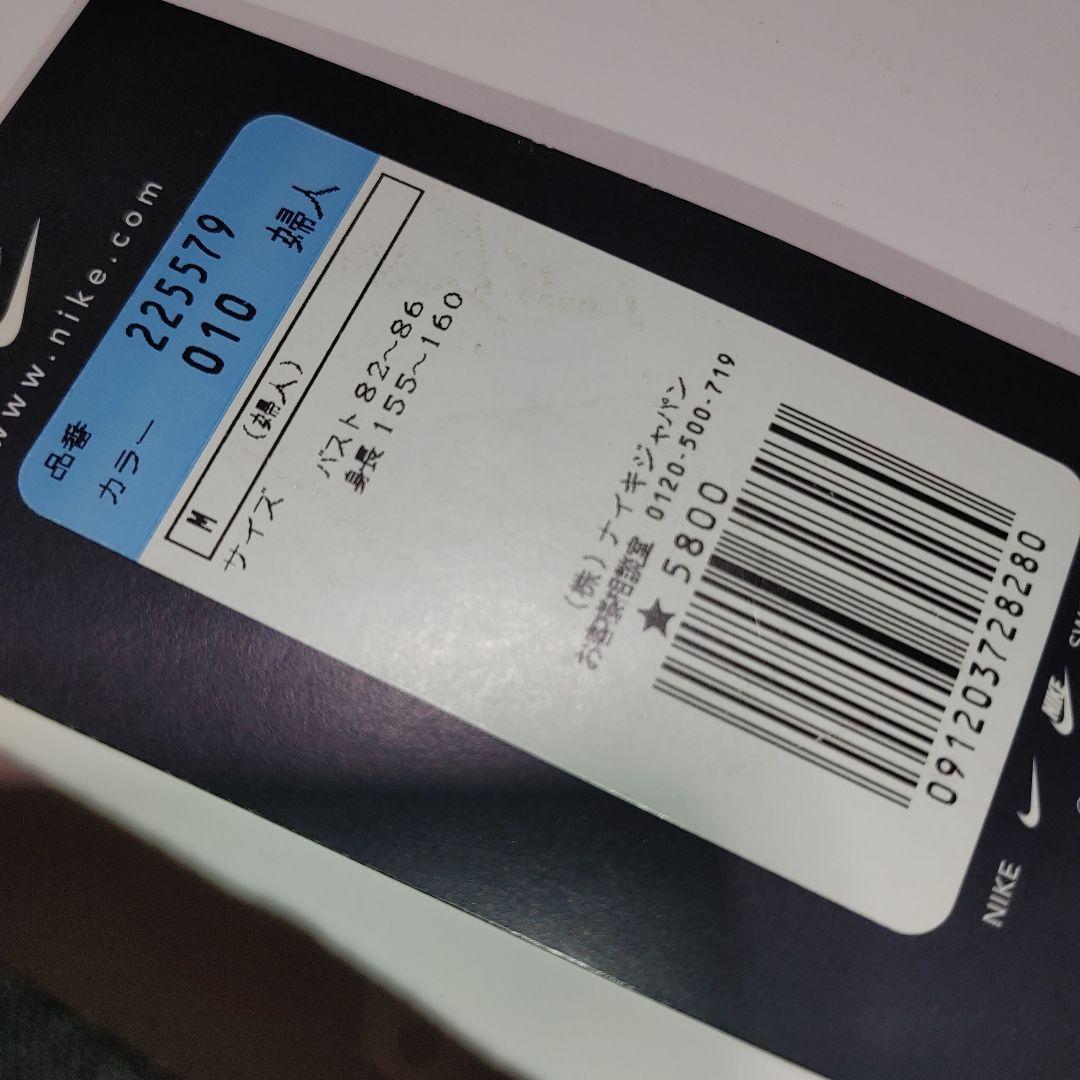 www.nike.com
品番 225579 婦人
カラー 010
M (婦人)
サイズ
バスト 82~86
身長 155~160
(株)ナイキジャパン
お客様相談室 0120-500-719
★5800
091203728280
NIKE
NIKE